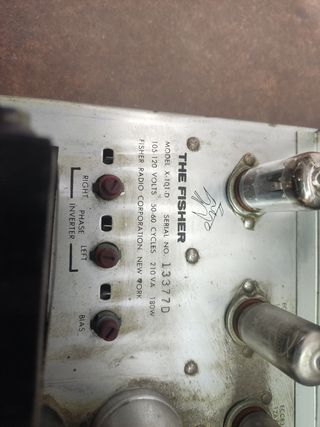 THE FISHER
MODEL X-101-D SERIAL NO. 13377D
105-120 VOLTS 50-60 CYCLES 210 VA 180W
FISHER RADIO CORPORATION, NEW YORK
RIGHT
PHASE
INVERTER
LEFT
BIAS